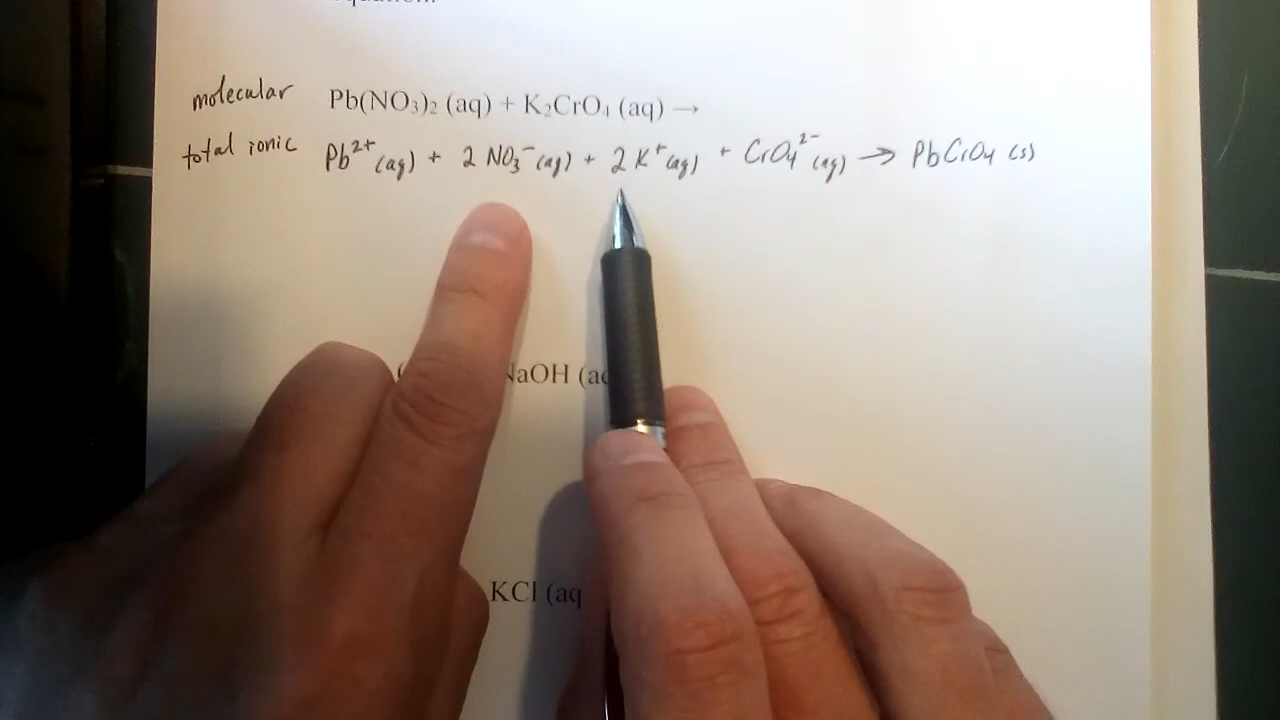 molecular Pb(NO₃)₂ (aq) + K₂CrO₄ (aq) →
total ionic Pb²⁺(aq) + 2 NO₃⁻(aq) + 2 K⁺(aq) + CrO₄²⁻(aq) → PbCrO₄ (s)
NaOH (aq
KCl (aq